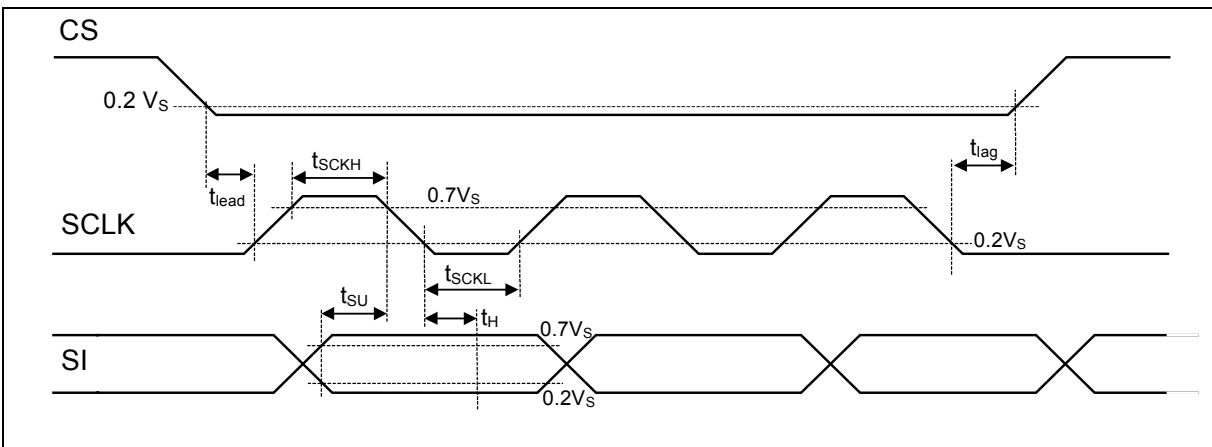 CS
0.2 VS
tlag
tSCKH
tlead
0.7VS
SCLK
0.2VS
tSCKL
tSU
tH
0.7VS
SI
0.2VS